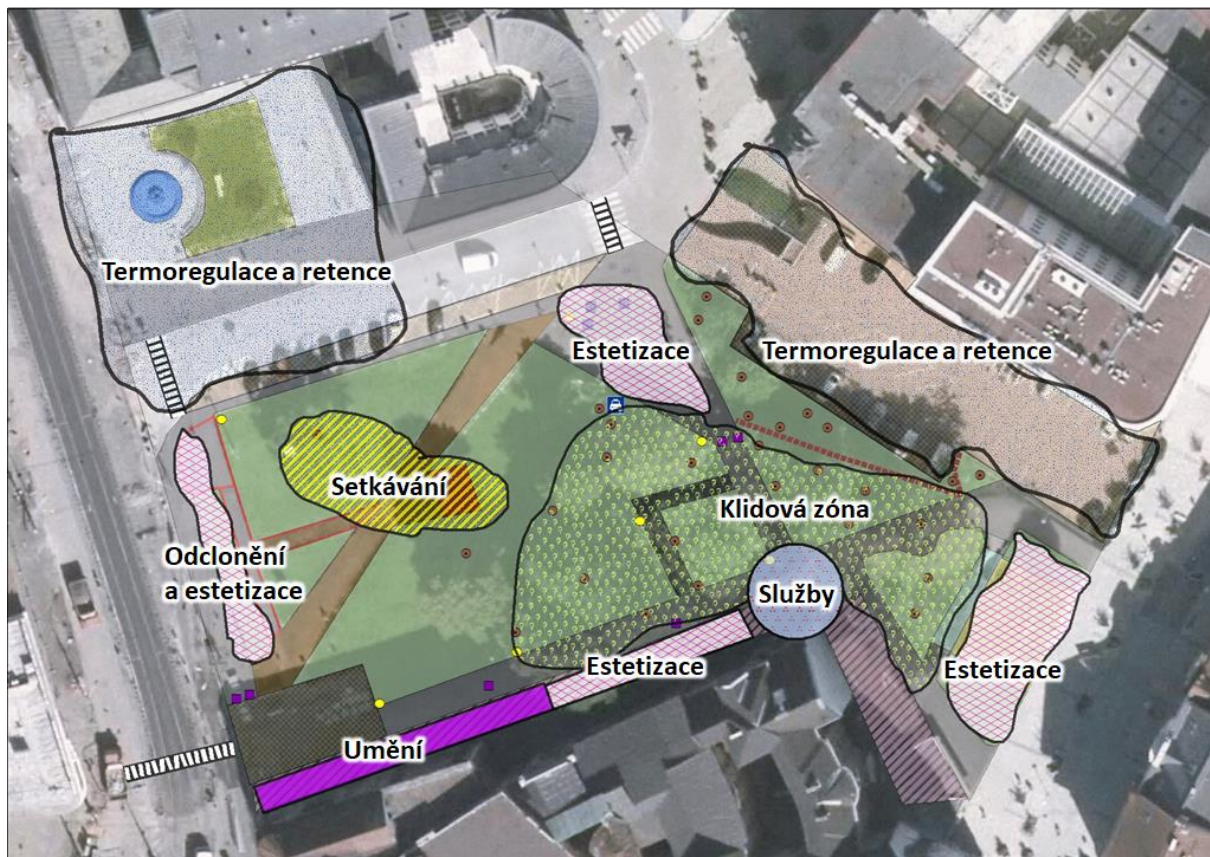 Termoregulace a retence
Estetizace
Termoregulace a retence
Setkávání
Klidová zóna
Odclonění
a estetizace
Služby
Estetizace
Estetizace
Umění